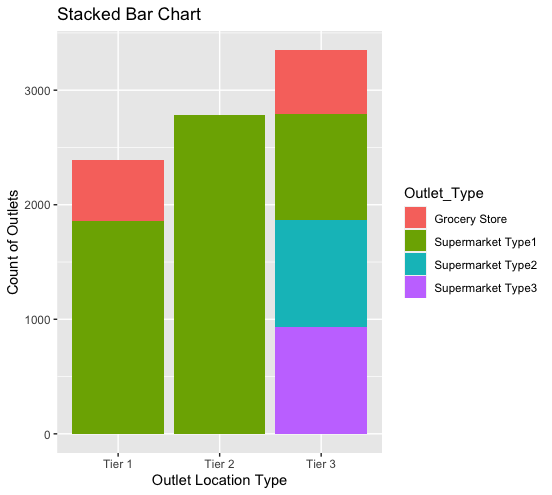 Stacked Bar Chart
Count of Outlets
3000
2000
1000
0
Tier 1
Tier 2
Tier 3
Outlet Location Type
Outlet_Type
Grocery Store
Supermarket Type1
Supermarket Type2
Supermarket Type3